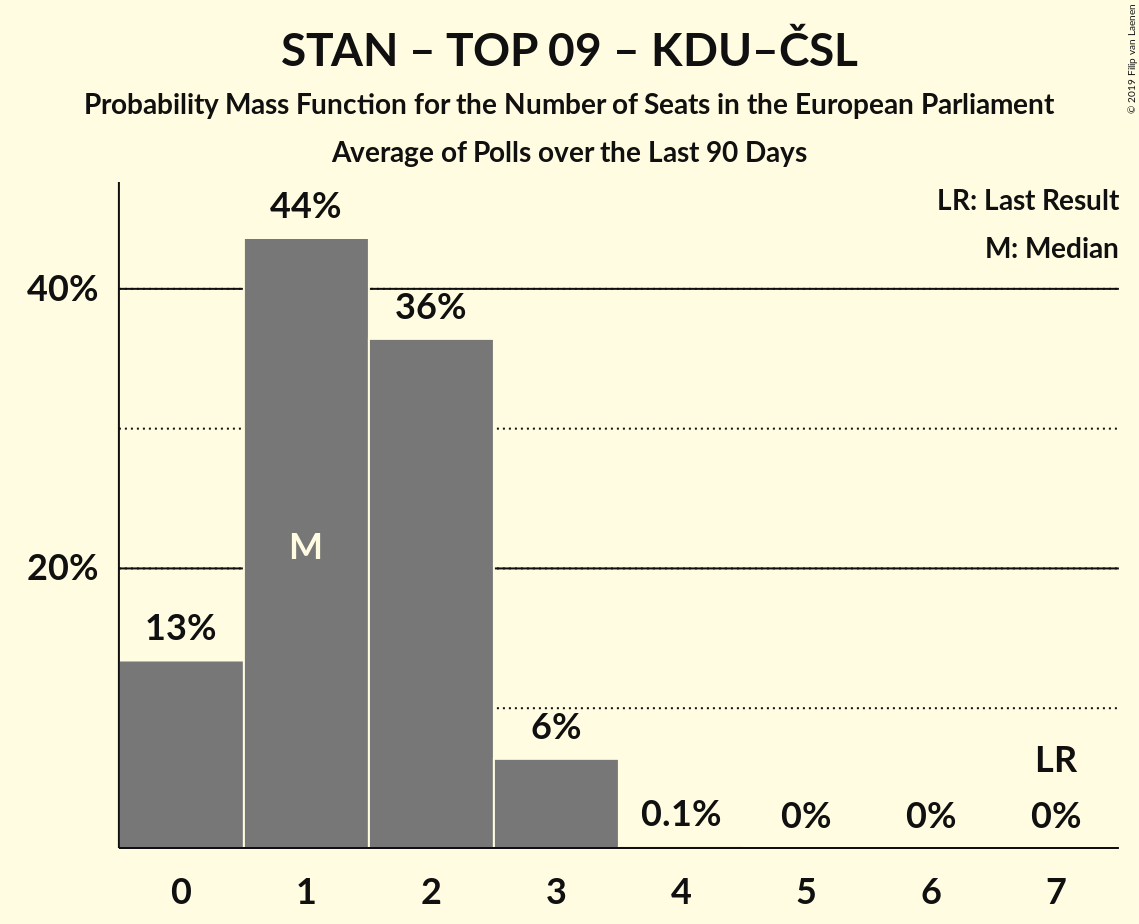 STAN – TOP 09 – KDU–ČSL
Probability Mass Function for the Number of Seats in the European Parliament
Average of Polls over the Last 90 Days
© 2019 Filip van Laenen
LR: Last Result
M: Median
44%
40%
36%
M
20%
13%
6%
LR
0.1%
0%
0%
0%
0 1 2 3 4 5 6 7